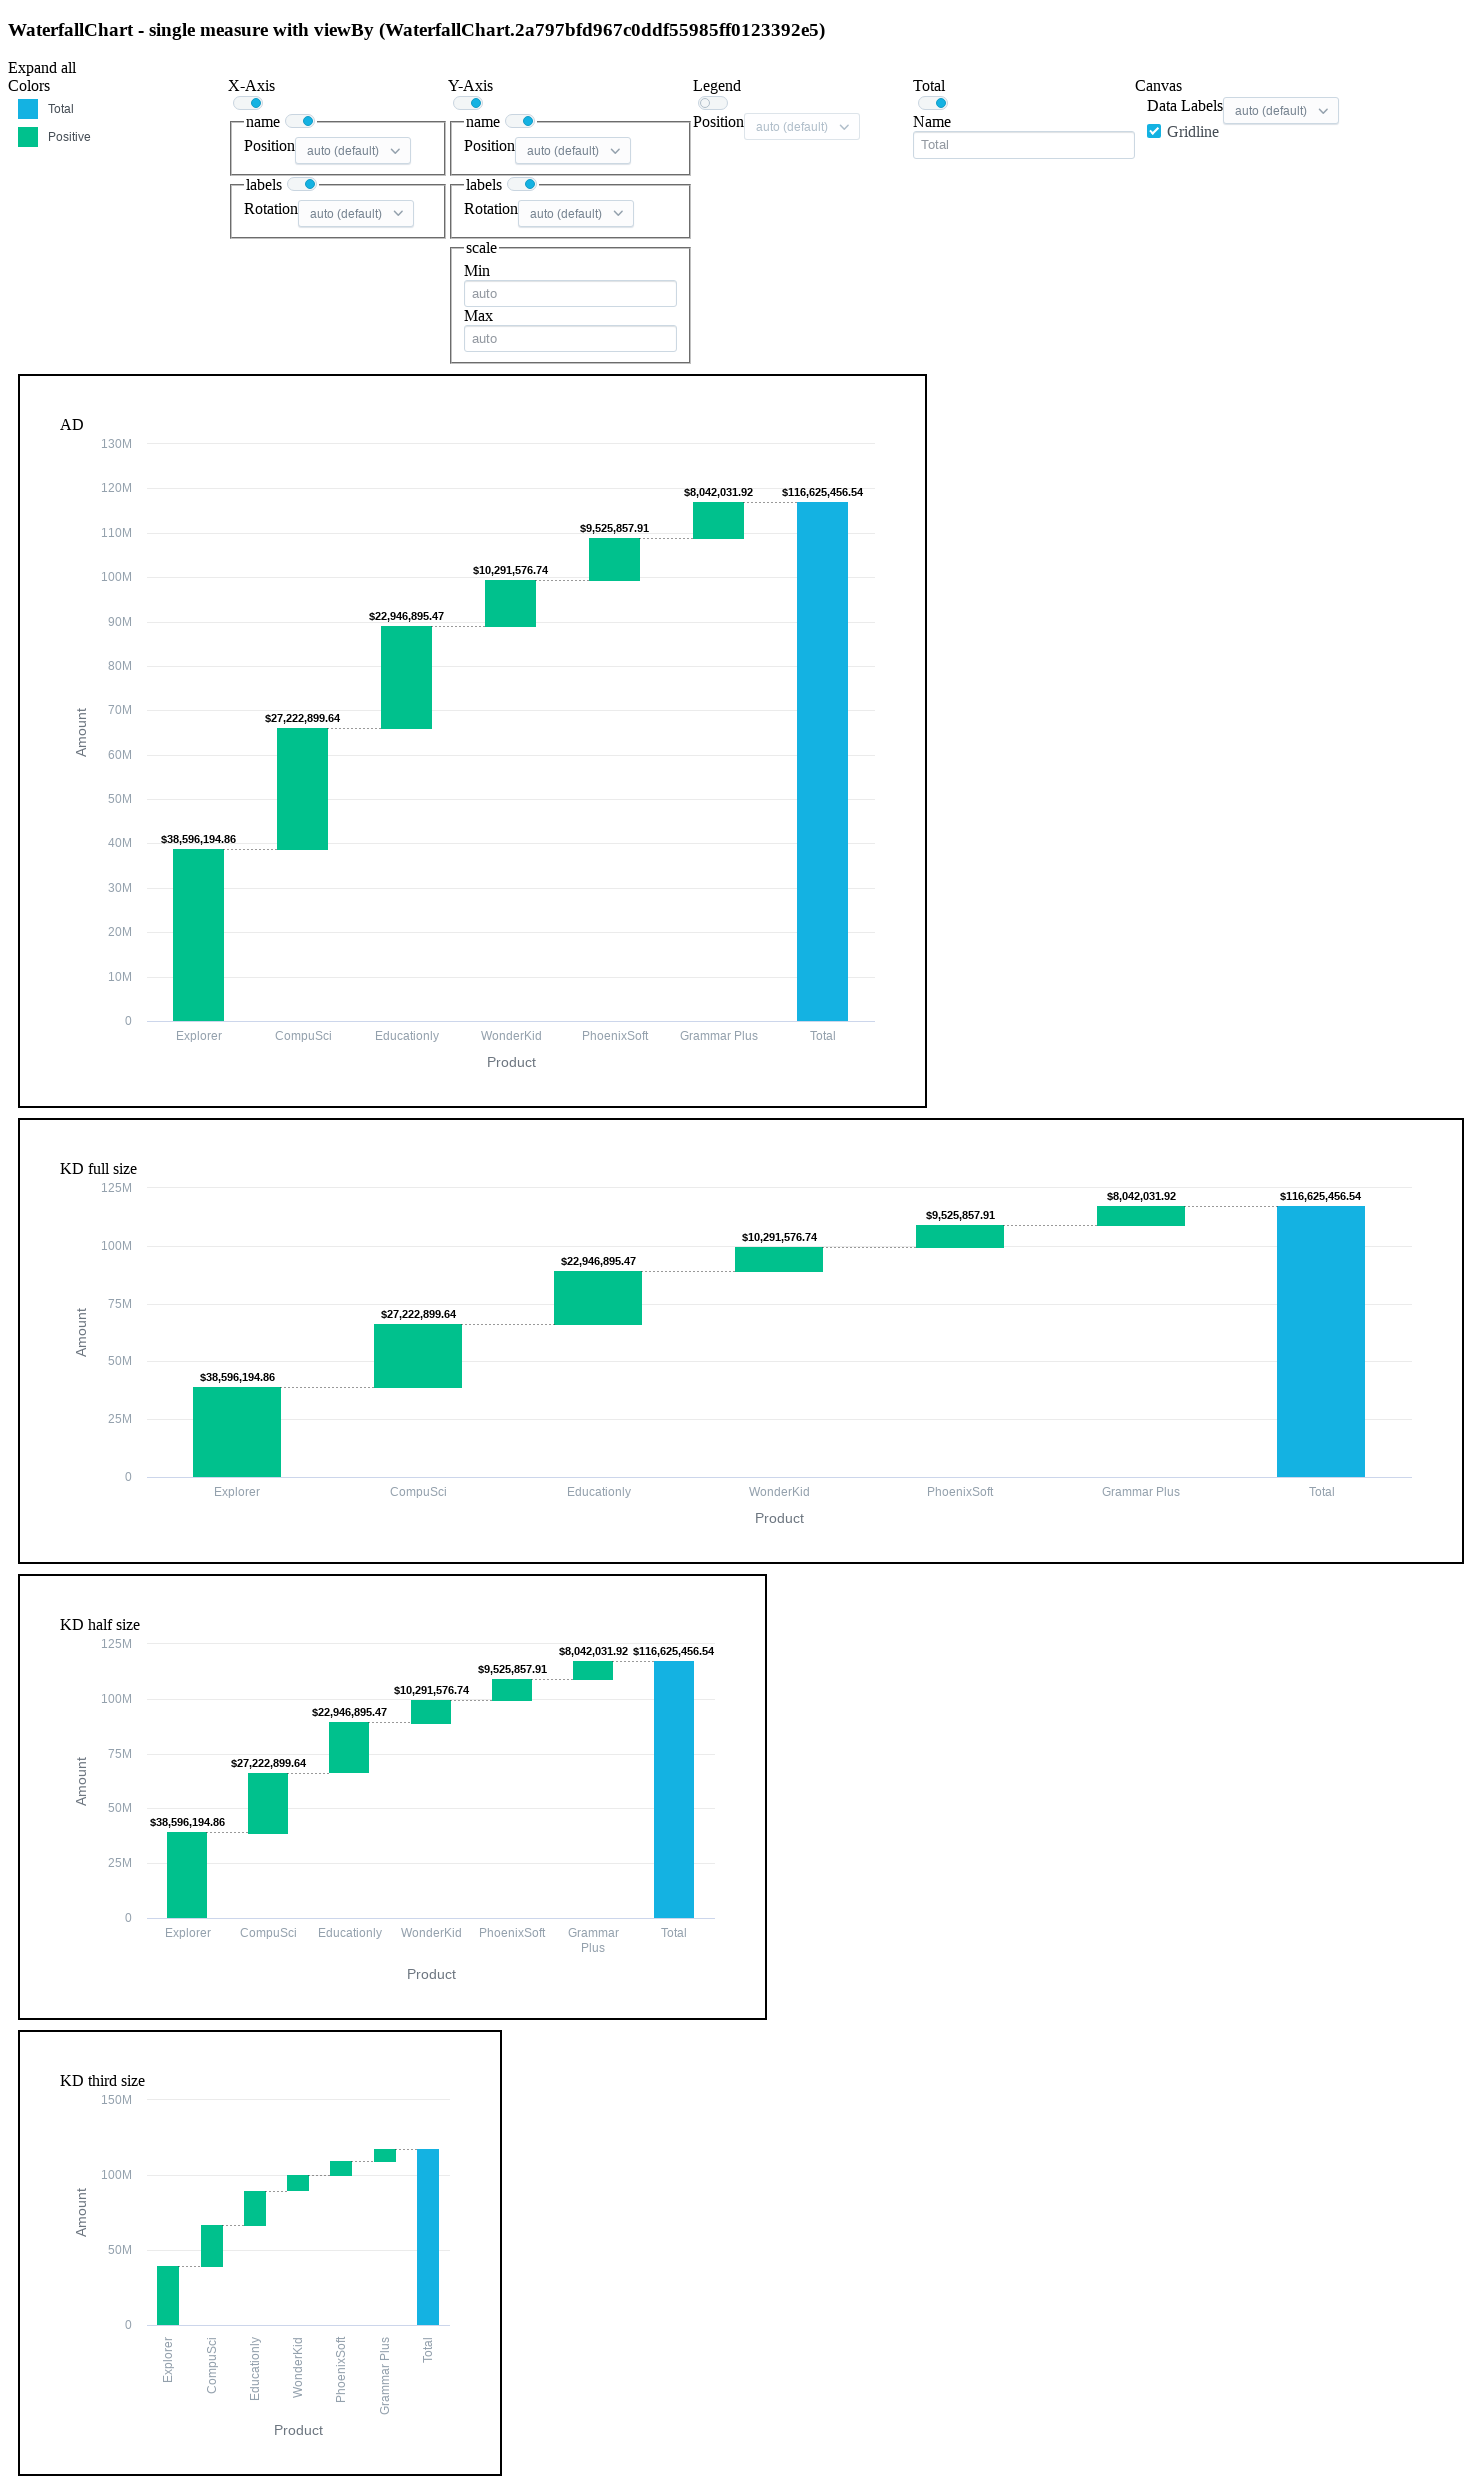 WaterfallChart - single measure with viewBy (WaterfallChart.2a797bfd967c0ddf55985ff0123392e5)
Expand all
Colors
Total
Positive
X-Axis
name
Position auto (default)
labels
Rotation auto (default)
Y-Axis
name
Position auto (default)
labels
Rotation auto (default)
scale
Min
auto
Max
auto
Legend
Position auto (default)
Total
Name
Total
Canvas
Data Labels auto (default)
Gridline
AD
130M
120M
110M
100M
90M
80M
70M
60M
50M
40M
30M
20M
10M
0
Amount
$38,596,194.86
$27,222,899.64
$22,946,895.47
$10,291,576.74
$9,525,857.91
$8,042,031.92
$116,625,456.54
Explorer
CompuSci
Educationly
WonderKid
PhoenixSoft
Grammar Plus
Total
Product
KD full size
125M
100M
75M
50M
25M
0
Amount
$38,596,194.86
$27,222,899.64
$22,946,895.47
$10,291,576.74
$9,525,857.91
$8,042,031.92
$116,625,456.54
Explorer
CompuSci
Educationly
WonderKid
PhoenixSoft
Grammar Plus
Total
Product
KD half size
125M
100M
75M
50M
25M
0
Amount
$38,596,194.86
$27,222,899.64
$22,946,895.47
$10,291,576.74
$9,525,857.91
$8,042,031.92
$116,625,456.54
Explorer
CompuSci
Educationly
WonderKid
PhoenixSoft
Grammar
Plus
Total
Product
KD third size
150M
100M
50M
0
Amount
Explorer
CompuSci
Educationly
WonderKid
PhoenixSoft
Grammar Plus
Total
Product